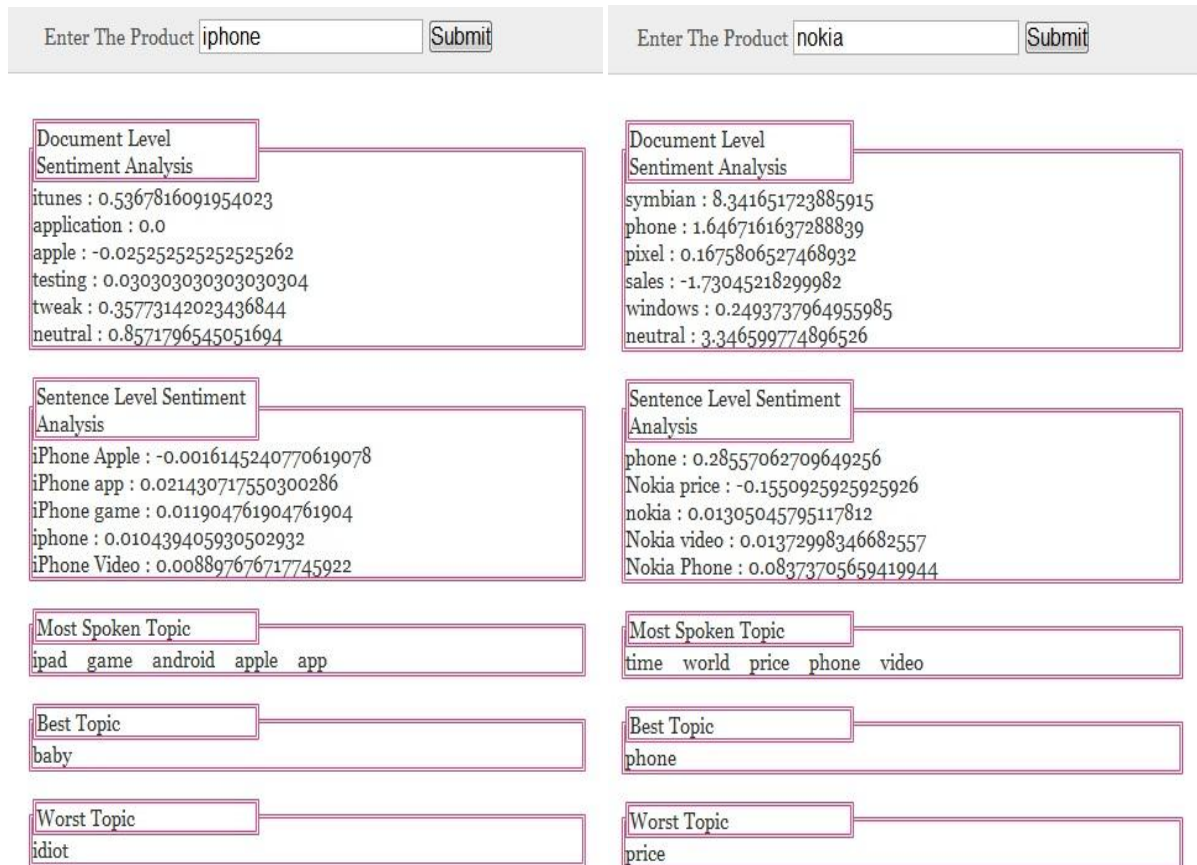 Enter The Product iphone Submit
Document Level
Sentiment Analysis
itunes : 0.5367816091954023
application : 0.0
apple : -0.025252525252525262
testing : 0.030303030303030304
tweak : 0.35773142023436844
neutral : 0.8571796545051694
Sentence Level Sentiment
Analysis
iPhone Apple : -0.0016145240770619078
iPhone app : 0.021430717550300286
iPhone game : 0.011904761904761904
iphone : 0.010439405930502932
iPhone Video : 0.008897676717745922
Most Spoken Topic
ipad game android apple app
Best Topic
baby
Worst Topic
idiot
Enter The Product nokia Submit
Document Level
Sentiment Analysis
symbian : 8.341651723885915
phone : 1.6467161637288839
pixel : 0.1675806527468932
sales : -1.73045218299982
windows : 0.2493737964955985
neutral : 3.346599774896526
Sentence Level Sentiment
Analysis
phone : 0.28557062709649256
Nokia price : -0.1550925925925926
nokia : 0.01305045795117812
Nokia video : 0.01372998346682557
Nokia Phone : 0.08373705659419944
Most Spoken Topic
time world price phone video
Best Topic
phone
Worst Topic
price